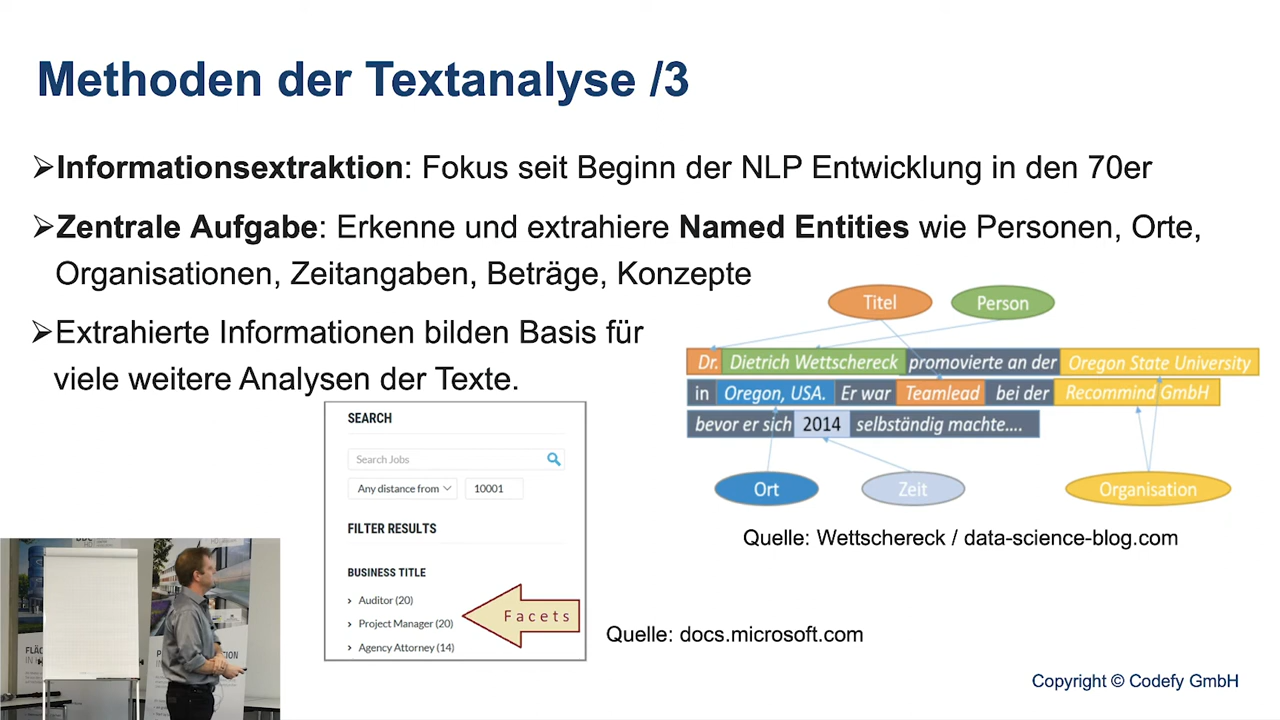 Methoden der Textanalyse /3
➢Informationsextraktion: Fokus seit Beginn der NLP Entwicklung in den 70er
➢Zentrale Aufgabe: Erkenne und extrahiere Named Entities wie Personen, Orte,
Organisationen, Zeitangaben, Beträge, Konzepte
➢Extrahierte Informationen bilden Basis für
viele weitere Analysen der Texte.
Titel Person
Dr. Dietrich Wettschereck promovierte an der Oregon State University
in Oregon, USA. Er war Teamlead bei der Recommind GmbH
bevor er sich 2014 selbständig machte....
Ort Zeit Organisation
Quelle: Wettschereck / data-science-blog.com
SEARCH
Search Jobs
Any distance from 10001
FILTER RESULTS
BUSINESS TITLE
› Auditor (20)
› Project Manager (20)
› Agency Attorney (14)
Facets
Quelle: docs.microsoft.com
Copyright © Codefy GmbH